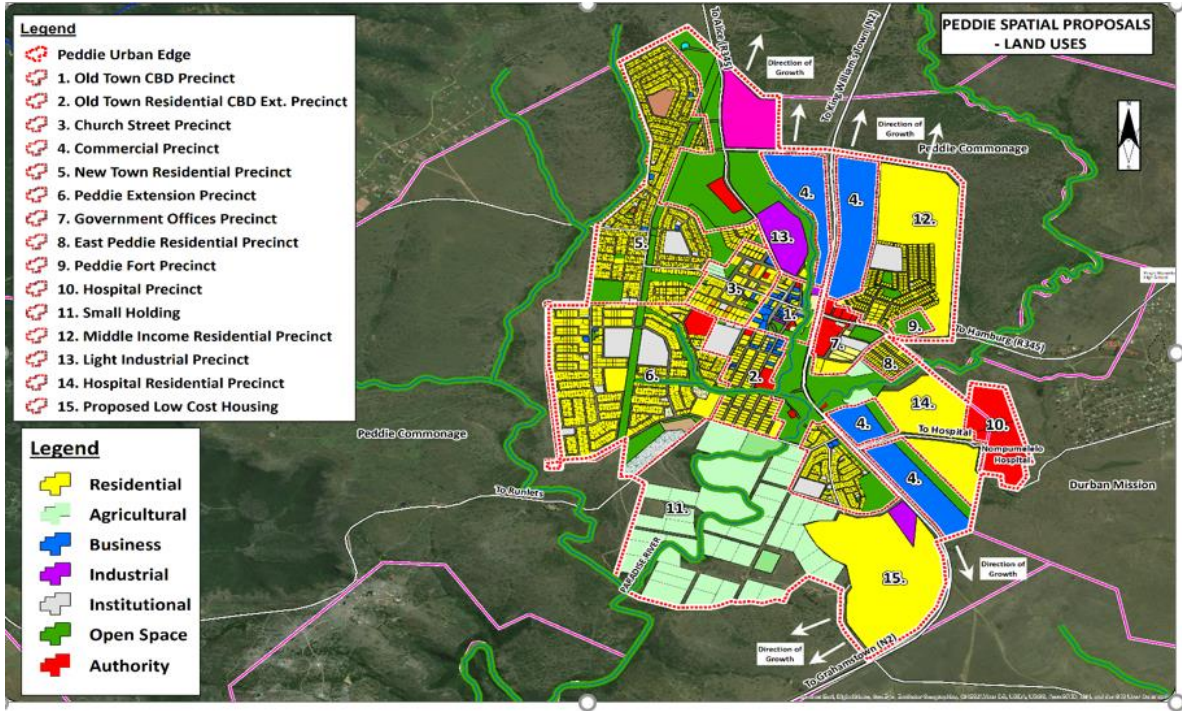 Legend
Peddie Urban Edge
1. Old Town CBD Precinct
2. Old Town Residential CBD Ext. Precinct
3. Church Street Precinct
4. Commercial Precinct
5. New Town Residential Precinct
6. Peddie Extension Precinct
7. Government Offices Precinct
8. East Peddie Residential Precinct
9. Peddie Fort Precinct
10. Hospital Precinct
11. Small Holding
12. Middle Income Residential Precinct
13. Light Industrial Precinct
14. Hospital Residential Precinct
15. Proposed Low Cost Housing
Legend
Residential
Agricultural
Business
Industrial
Institutional
Open Space
Authority
PEDDIE SPATIAL PROPOSALS
- LAND USES
To Alice (R345)
To King William's Town (N2)
Direction of
Growth
Direction of
Growth
Peddie Commonage
N
4.
4.
12.
13.
5.
3.
1.
9.
To Hamburg (R345)
7.
8.
2.
6.
14.
4.
10.
To Hospital
Nompumelelo
Hospital
Peddie Commonage
Durban Mission
4.
To Runlets
11.
PARADISE RIVER
15.
Direction of
Growth
Direction of
Growth
To Grahamstown (N2)